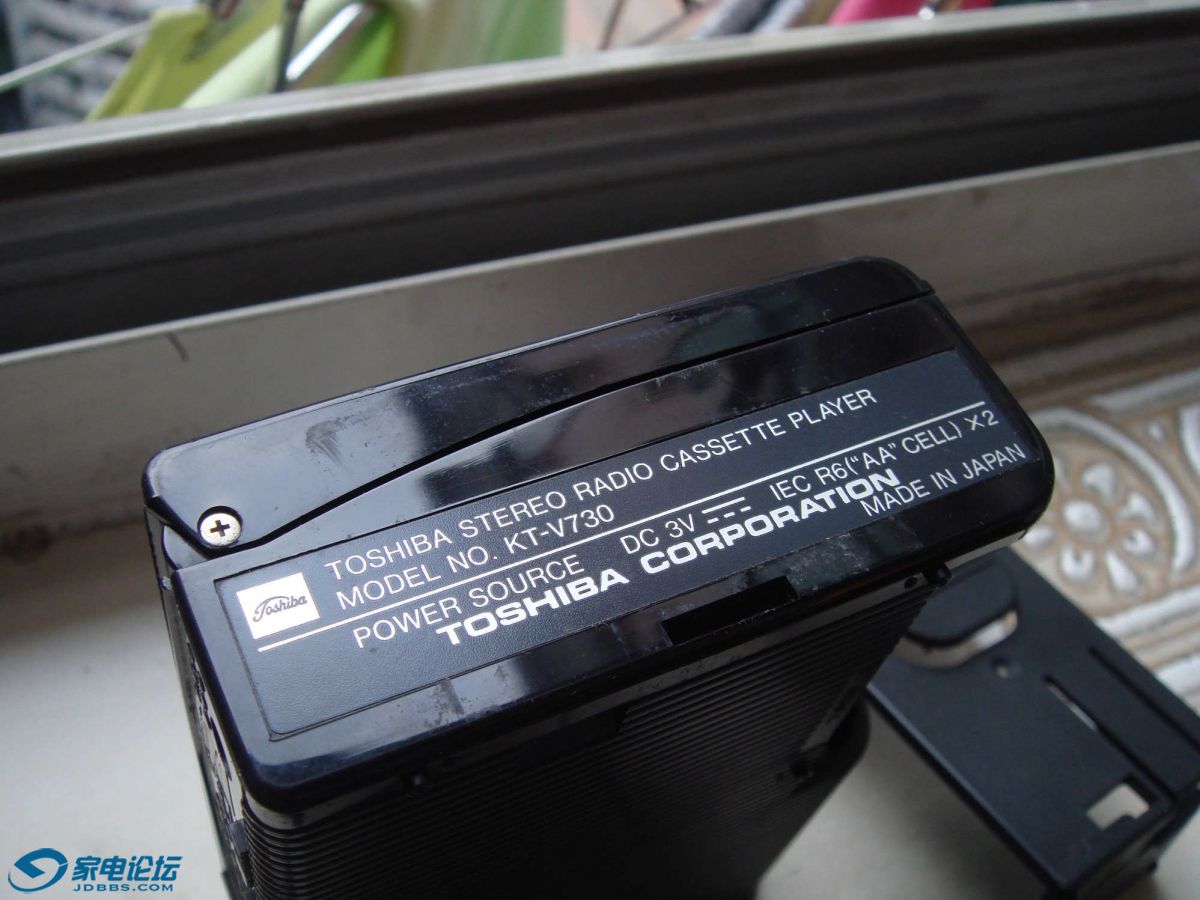 Toshiba
TOSHIBA STEREO RADIO CASSETTE PLAYER
MODEL NO. KT-V730
POWER SOURCE DC 3V IEC R6("AA" CELL) ×2
TOSHIBA CORPORATION
MADE IN JAPAN
家电论坛
JDBBS.COM